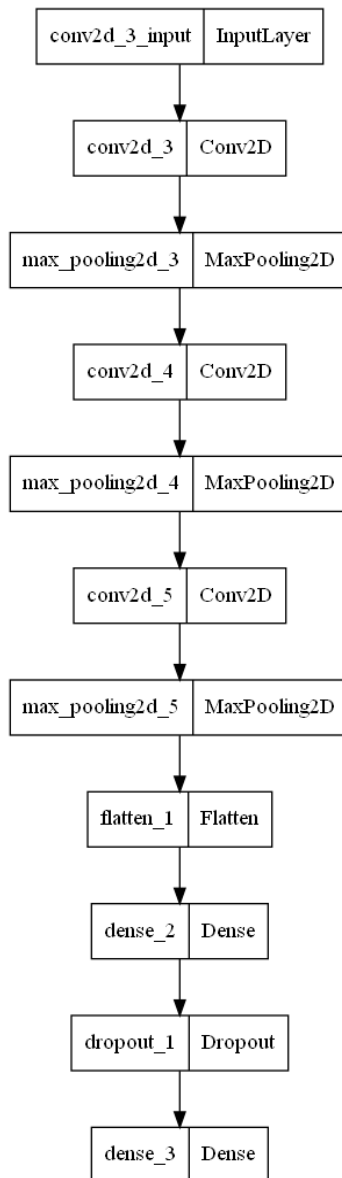 conv2d_3_input InputLayer
conv2d_3 Conv2D
max_pooling2d_3 MaxPooling2D
conv2d_4 Conv2D
max_pooling2d_4 MaxPooling2D
conv2d_5 Conv2D
max_pooling2d_5 MaxPooling2D
flatten_1 Flatten
dense_2 Dense
dropout_1 Dropout
dense_3 Dense